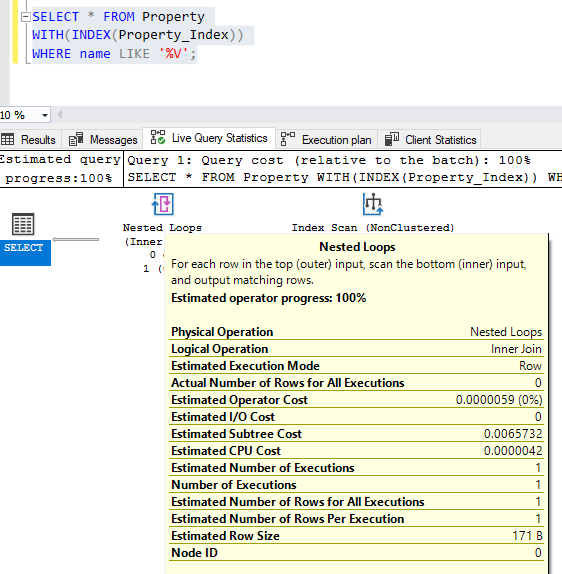 SELECT * FROM Property
WITH(INDEX(Property_Index))
WHERE name LIKE '%V';
10 %
Results Messages Live Query Statistics Execution plan Client Statistics
Estimated query Query 1: Query cost (relative to the batch): 100%
progress:100% SELECT * FROM Property WITH(INDEX(Property_Index)) WH
SELECT
Nested Loops Index Scan (NonClustered)
(Inner
0
1 (
Nested Loops
For each row in the top (outer) input, scan the bottom (inner) input,
and output matching rows.
Estimated operator progress: 100%
Physical Operation Nested Loops
Logical Operation Inner Join
Estimated Execution Mode Row
Actual Number of Rows for All Executions 0
Estimated Operator Cost 0.0000059 (0%)
Estimated I/O Cost 0
Estimated Subtree Cost 0.0065732
Estimated CPU Cost 0.0000042
Estimated Number of Executions 1
Number of Executions 1
Estimated Number of Rows for All Executions 1
Estimated Number of Rows Per Execution 1
Estimated Row Size 171 B
Node ID 0